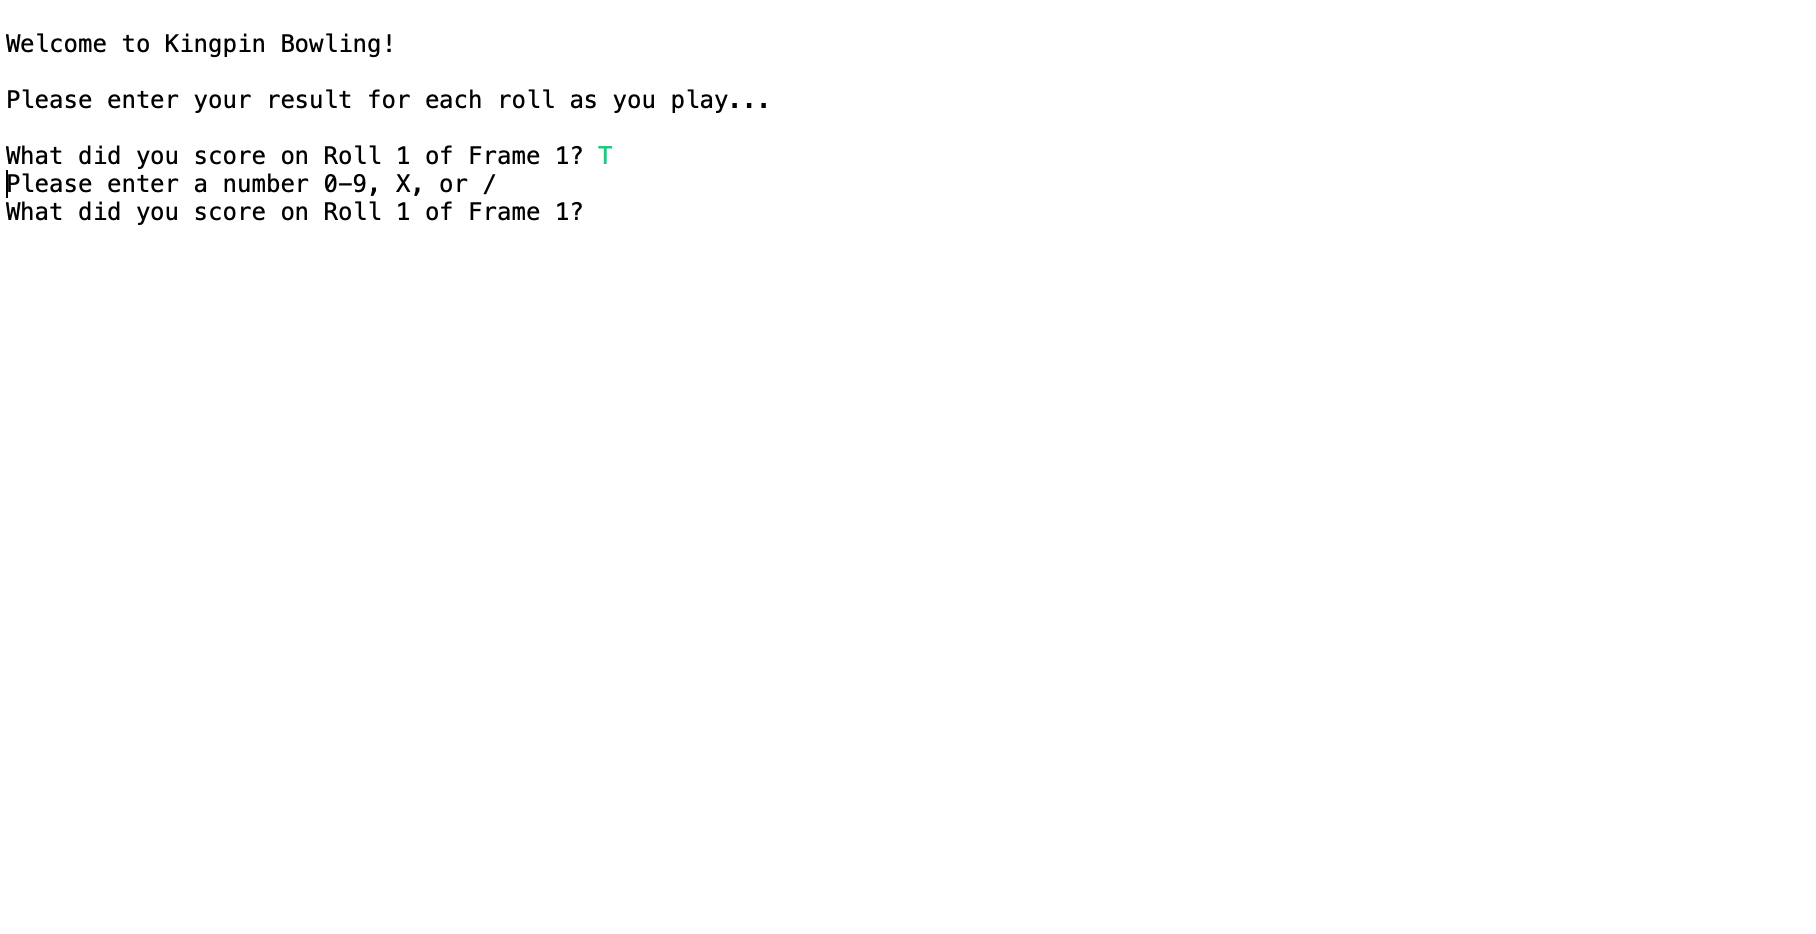 Welcome to Kingpin Bowling!
Please enter your result for each roll as you play...
What did you score on Roll 1 of Frame 1? T
Please enter a number 0-9, X, or /
What did you score on Roll 1 of Frame 1?